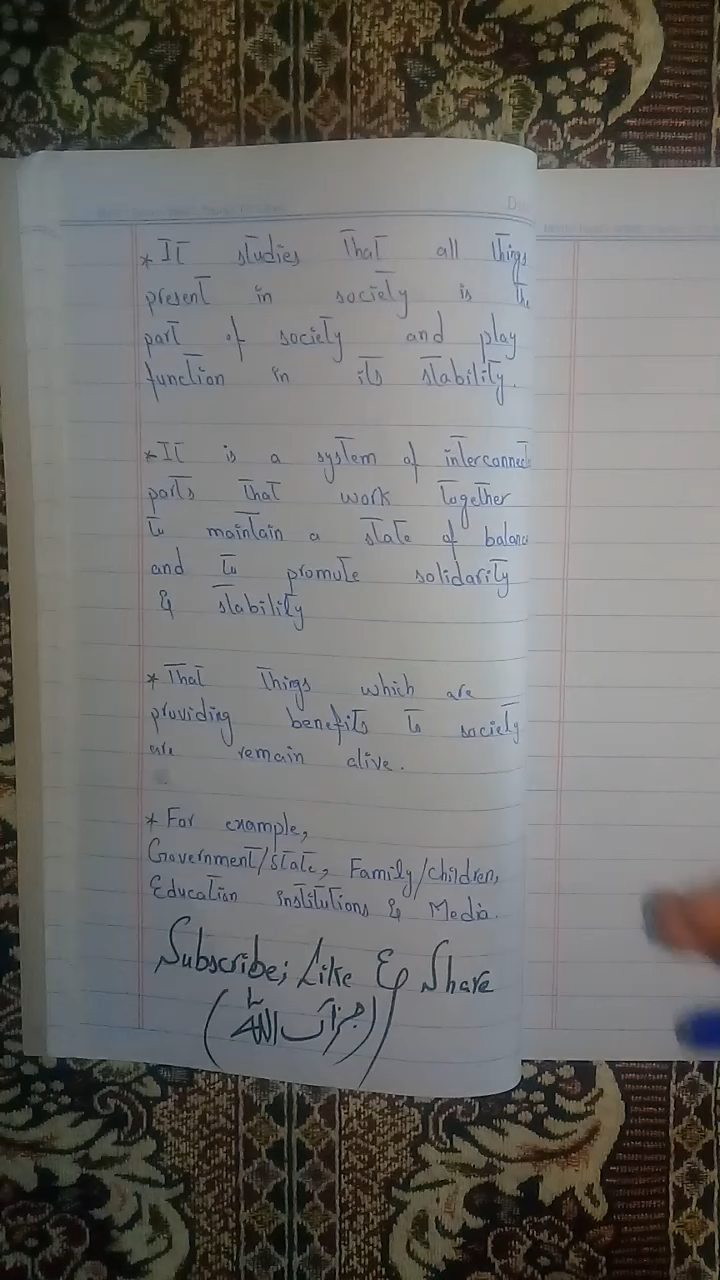 * It studies that all things
present in society is the
part of society and play
function in its stability.
* It is a system of interconnec
parts that work together
to maintain a state of balanc
and to promote solidarity
& stability
* That things which are
providing benefits to society
are remain alive.
* For example,
Government/state, Family/children,
Education institutions & Media.
Subscribe; Like & Share
(جزآک اللہ)